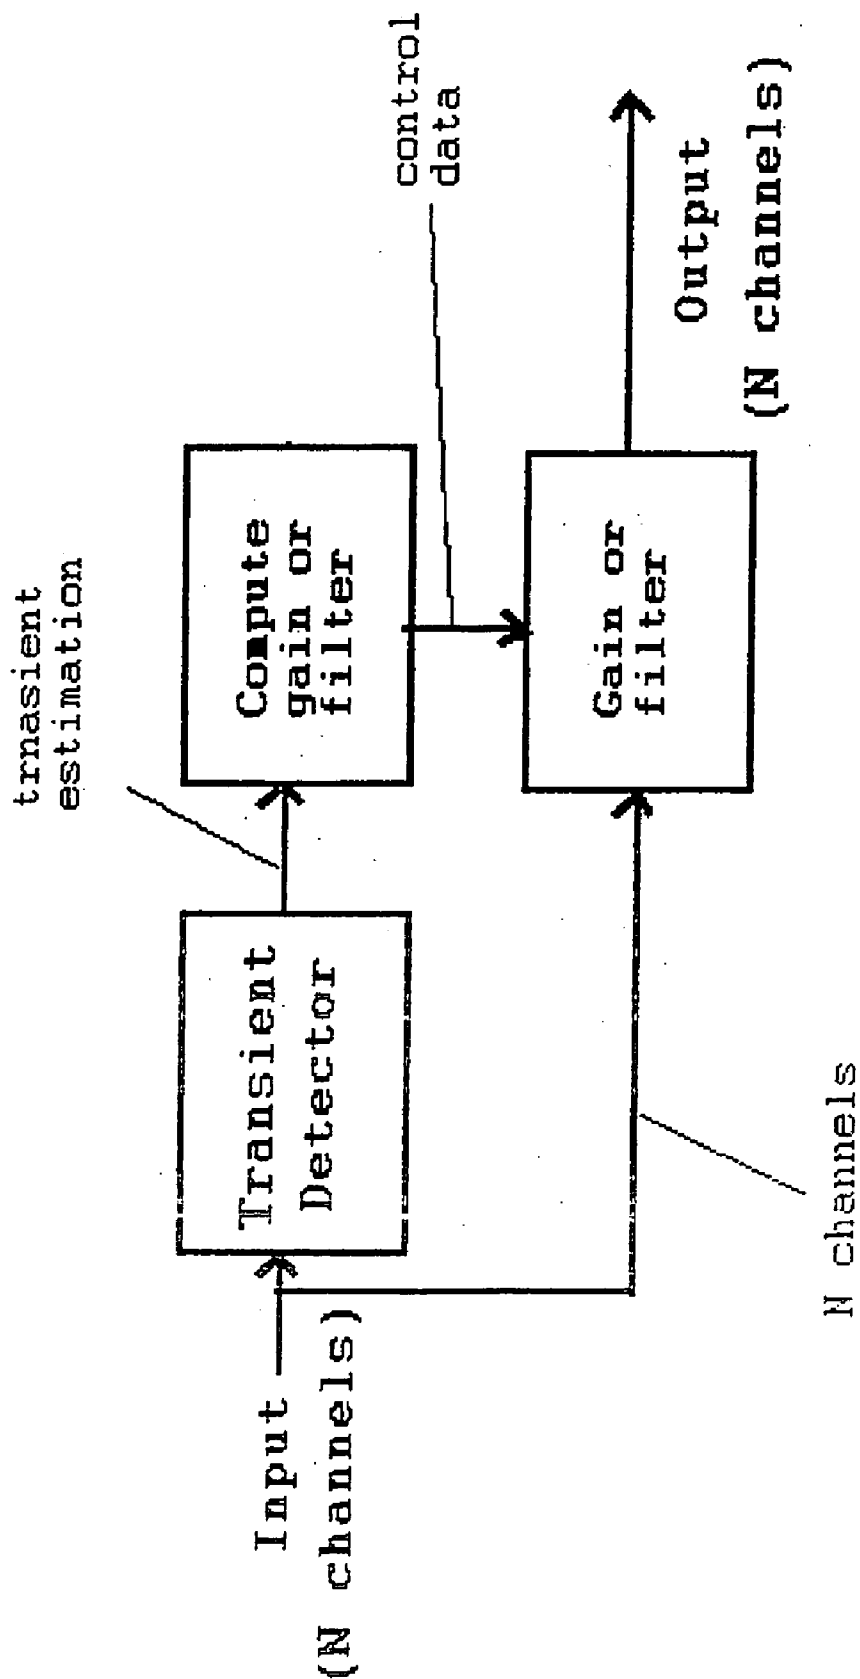 trnasient
estimation
control
data
Input
(N channels)
Transient
Detector
Compute
gain or
filter
Gain or
filter
Output
(N channels)
N channels